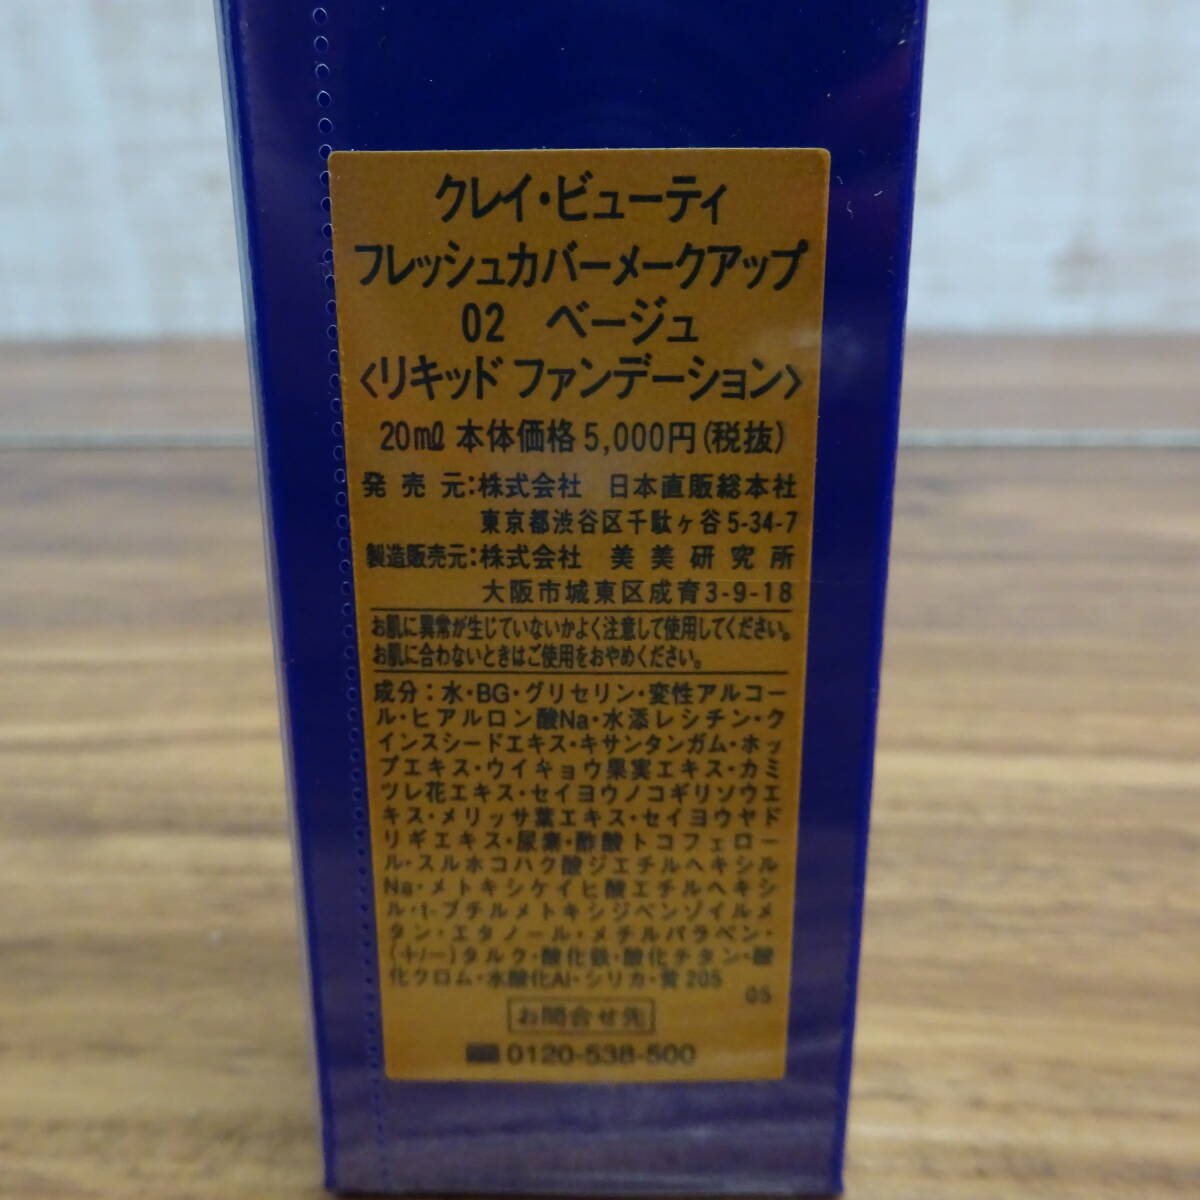 クレイ・ビューティ
フレッシュカバーメークアップ
02 ベージュ
〈リキッド ファンデーション〉
20mℓ 本体価格 5,000円(税抜)
発売元:株式会社 日本直販総本社
東京都渋谷区千駄ヶ谷5-34-7
製造販売元:株式会社 美美研究所
大阪市城東区成育3-9-18
お肌に異常が生じていないかよく注意して使用してください。
お肌に合わないときはご使用をおやめください。
成分:水・BG・グリセリン・変性アルコー
ル・ヒアルロン酸Na・水添レシチン・ク
インスシードエキス・キサンタンガム・ホッ
プエキス・ウイキョウ果実エキス・カミ
ツレ花エキス・セイヨウノコギリソウエ
キス・メリッサ葉エキス・セイヨウヤド
リギエキス・尿素・酢酸トコフェロー
ル・スルホコハク酸ジエチルヘキシル
Na・メトキシケイヒ酸エチルヘキシ
ル・t-ブチルメトキシジベンゾイルメ
タン・エタノール・メチルパラベン・
(+/-)タルク・酸化鉄・酸化チタン・酸
化クロム・水酸化Al・シリカ・黄205
05
お問合せ先
0120-538-500